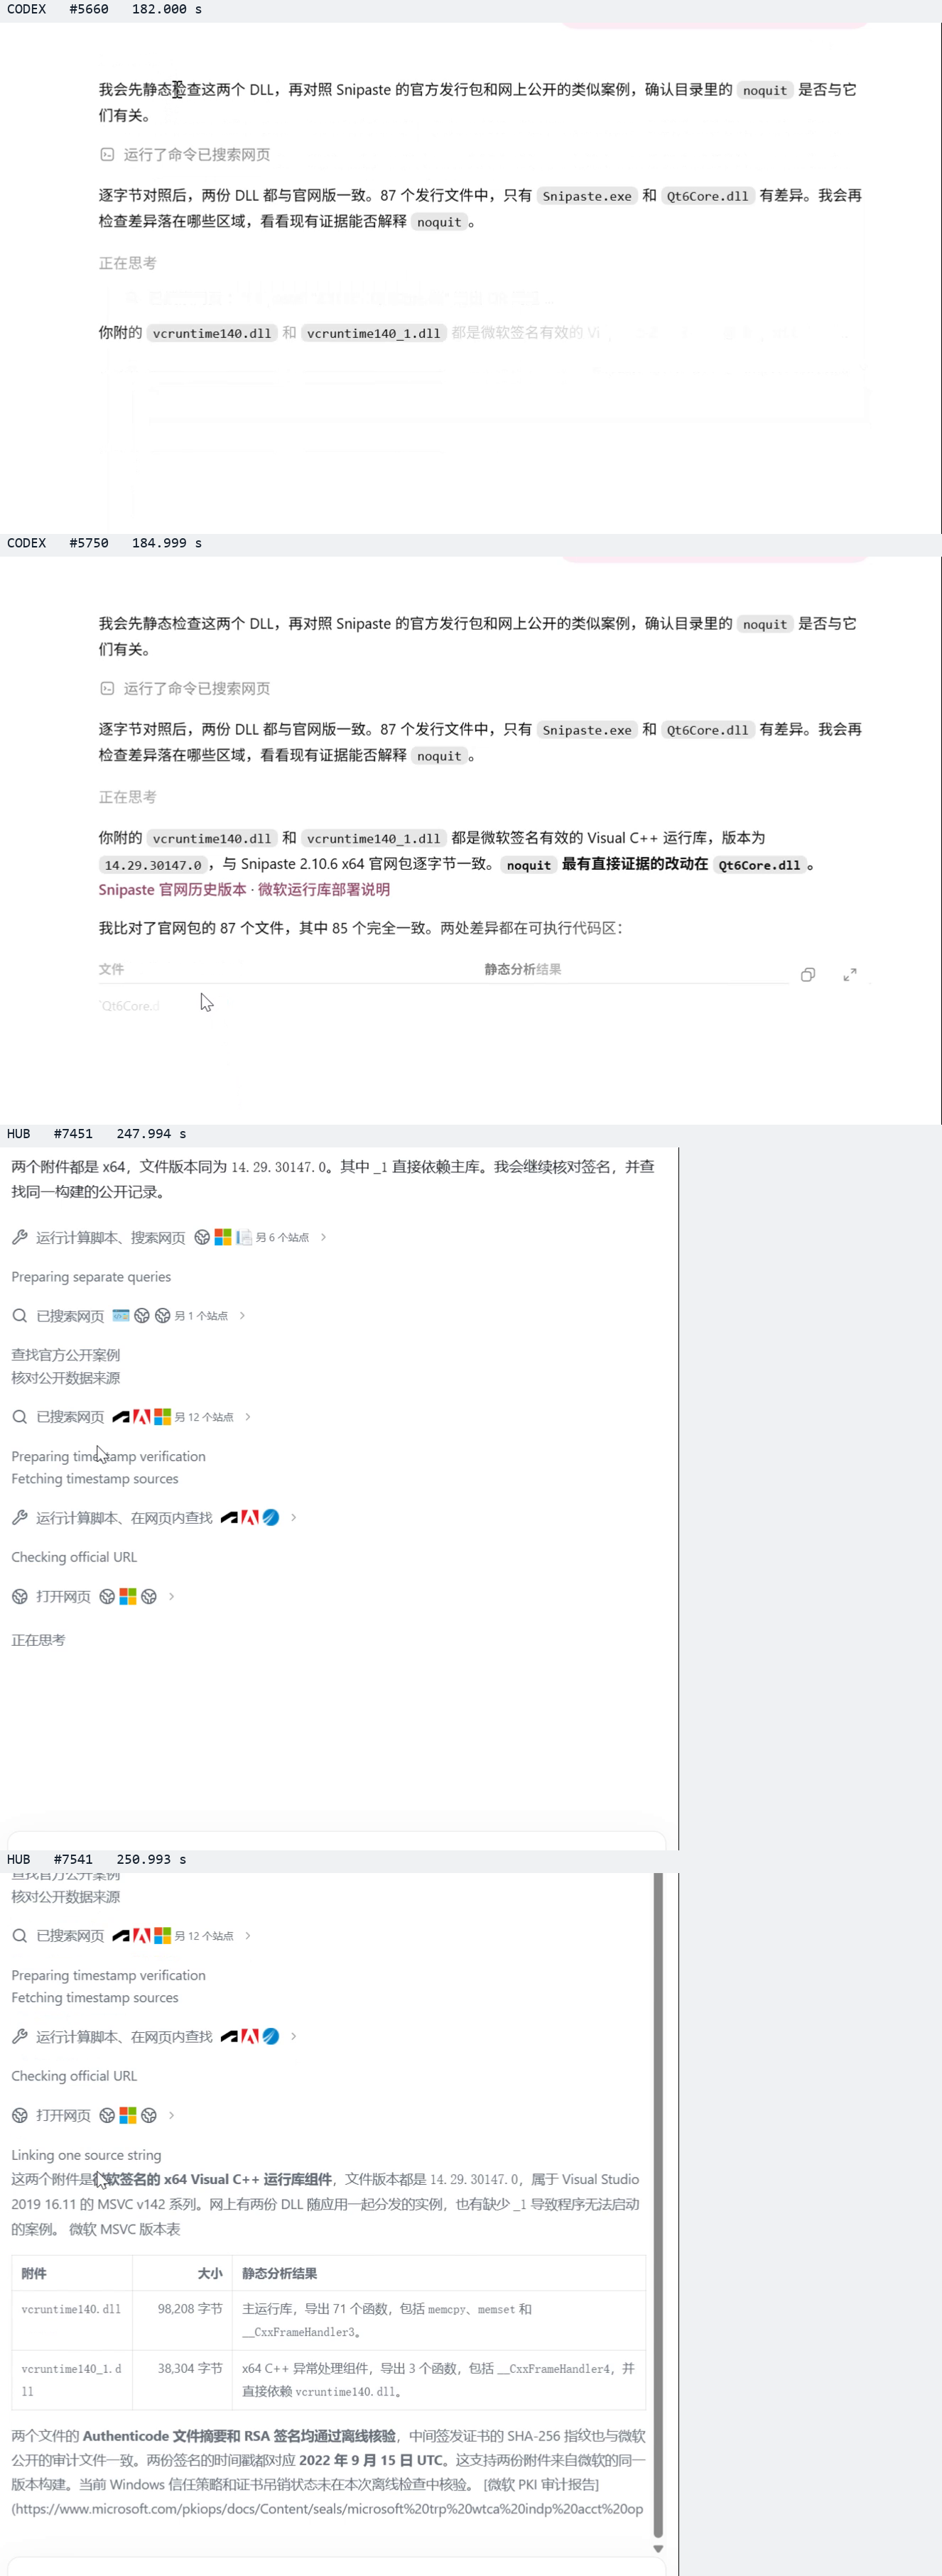 CODEX #5660 182.000 s
我会先静态检查这两个 DLL，再对照 Snipaste 的官方发行包和网上公开的类似案例，确认目录里的 noquit 是否与它
们有关。
运行了命令已搜索网页
逐字节对照后，两份 DLL 都与官网版一致。87 个发行文件中，只有 Snipaste.exe 和 Qt6Core.dll 有差异。我会再
检查差异落在哪些区域，看看现有证据能否解释 noquit。
正在思考
你附的 vcruntime140.dll 和 vcruntime140_1.dll 都是微软签名有效的 Vi
CODEX #5750 184.999 s
我会先静态检查这两个 DLL，再对照 Snipaste 的官方发行包和网上公开的类似案例，确认目录里的 noquit 是否与它
们有关。
运行了命令已搜索网页
逐字节对照后，两份 DLL 都与官网版一致。87 个发行文件中，只有 Snipaste.exe 和 Qt6Core.dll 有差异。我会再
检查差异落在哪些区域，看看现有证据能否解释 noquit。
正在思考
你附的 vcruntime140.dll 和 vcruntime140_1.dll 都是微软签名有效的 Visual C++ 运行库，版本为
14.29.30147.0，与 Snipaste 2.10.6 x64 官网包逐字节一致。noquit 最有直接证据的改动在 Qt6Core.dll。
Snipaste 官网历史版本 · 微软运行库部署说明
我比对了官网包的 87 个文件，其中 85 个完全一致。两处差异都在可执行代码区：
文件 静态分析结果
`Qt6Core.d
HUB #7451 247.994 s
两个附件都是 x64，文件版本同为 14.29.30147.0。其中 _1 直接依赖主库。我会继续核对签名，并查
找同一构建的公开记录。
运行计算脚本、搜索网页 另 6 个站点
Preparing separate queries
已搜索网页 另 1 个站点
查找官方公开案例
核对公开数据来源
已搜索网页 另 12 个站点
Preparing timestamp verification
Fetching timestamp sources
运行计算脚本、在网页内查找
Checking official URL
打开网页
正在思考
HUB #7541 250.993 s
查找官方公开案例
核对公开数据来源
已搜索网页 另 12 个站点
Preparing timestamp verification
Fetching timestamp sources
运行计算脚本、在网页内查找
Checking official URL
打开网页
Linking one source string
这两个附件是微软签名的 x64 Visual C++ 运行库组件，文件版本都是 14.29.30147.0，属于 Visual Studio
2019 16.11 的 MSVC v142 系列。网上有两份 DLL 随应用一起分发的实例，也有缺少 _1 导致程序无法启动
的案例。 微软 MSVC 版本表
附件 大小 静态分析结果
vcruntime140.dll 98,208 字节 主运行库，导出 71 个函数，包括 memcpy、memset 和
__CxxFrameHandler3。
vcruntime140_1.d 38,304 字节 x64 C++ 异常处理组件，导出 3 个函数，包括 __CxxFrameHandler4，并
ll 直接依赖 vcruntime140.dll。
两个文件的 Authenticode 文件摘要和 RSA 签名均通过离线核验，中间签发证书的 SHA-256 指纹也与微软
公开的审计文件一致。两份签名的时间戳都对应 2022 年 9 月 15 日 UTC。这支持两份附件来自微软的同一
版本构建。当前 Windows 信任策略和证书吊销状态未在本次离线检查中核验。 [微软 PKI 审计报告]
(https://www.microsoft.com/pkiops/docs/Content/seals/microsoft%20trp%20wtca%20indp%20acct%20op